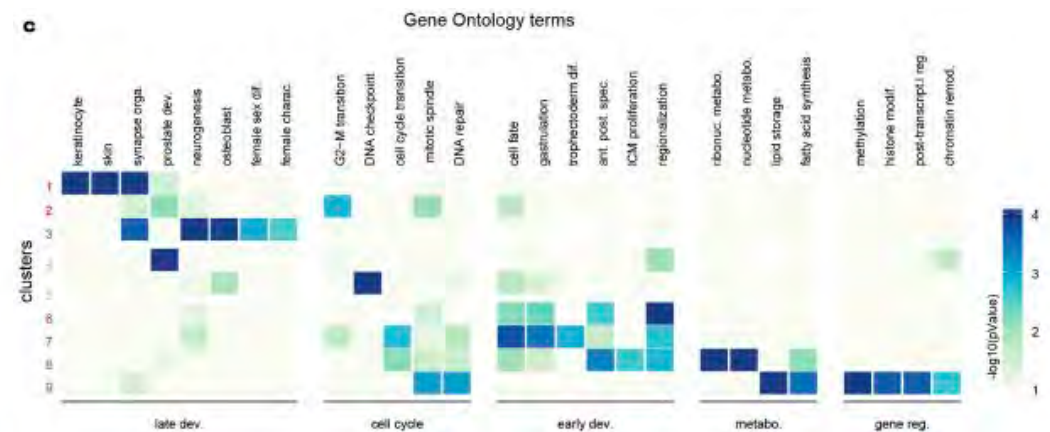 c
Gene Ontology terms
keratinocyte
skin
synapse orga.
prostate dev.
neurogenesis
osteoblast
female sex dif.
female charac.
G2-M transition
DNA checkpoint
cell cycle transition
mitotic spindle
DNA repair
cell fate
gastrulation
trophectoderm dif.
ant. post. spec.
ICM proliferation
regionalization
ribonuc. metabo.
nucleotide metabo.
lipid storage
fatty acid synthesis
methylation
histone modif.
post-transcript.l reg.
chromatin remod.
clusters
1
2
3
6
7
8
9
-log10(pValue)
4
3
2
1
late dev.
cell cycle
early dev.
metabo.
gene reg.